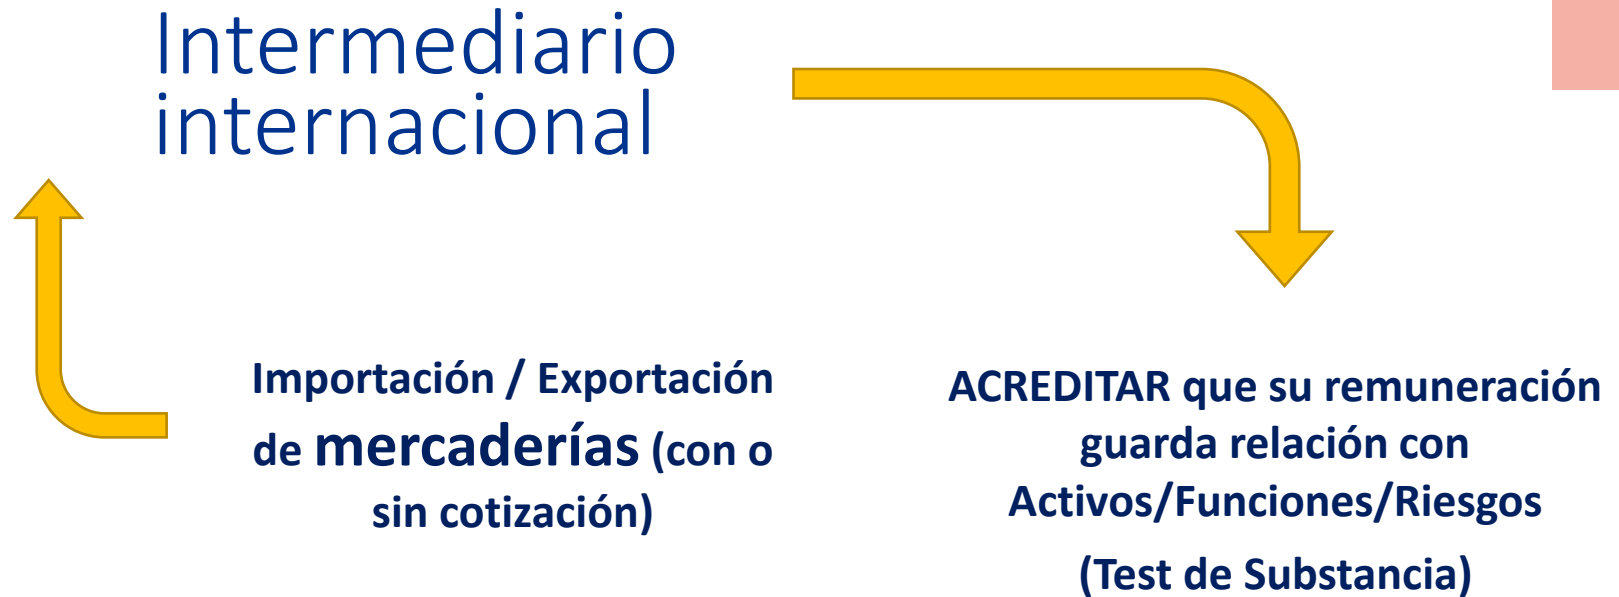 Intermediario
internacional
Importación / Exportación
de mercaderías (con o
sin cotización)
ACREDITAR que su remuneración
guarda relación con
Activos/Funciones/Riesgos
(Test de Substancia)